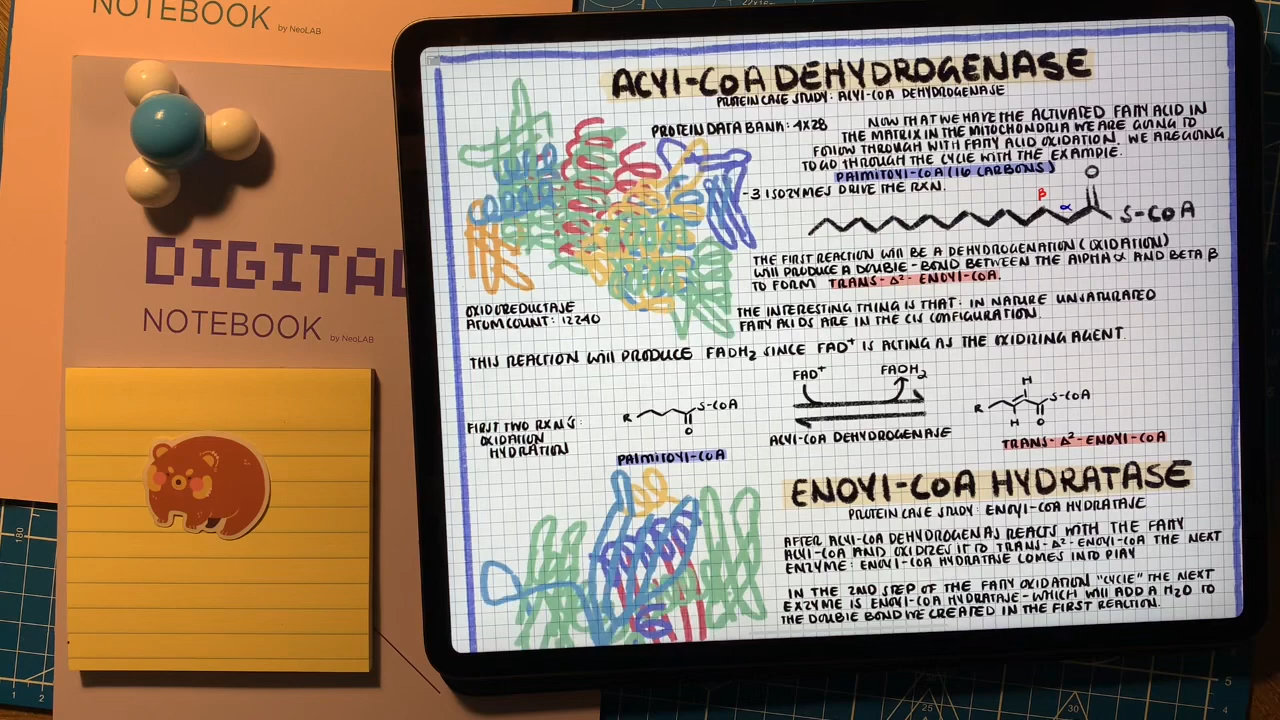 NOTEBOOK
by NeoLAB
DIGITAL
NOTEBOOK
by NeoLAB
180
1
2
ACYl-CoA DEHYDROGENASE
PROTEIN CASE STUDY: ACYl-CoA DEHYDROGENASE
PROTEIN DATA BANK: 4X28
NOW THAT WE HAVE THE ACTIVATED FATTY ACID IN
THE MATRIX IN THE MITOCHONDRIA WE ARE GOING TO
FOllOW THROUGH WITH FATTY ACID OXIDATION. WE ARE GOING
TO GO THROUGH THE CYCLE WITH THE EXAMPLE.
PAlMITOYl-CoA (16 CARBONS)
-3 ISOZYMES DRIVE THE RXN.
O
β
α
S-CoA
THE FIRST REACTION WIll BE A DEHYDROGENATION (OXIDATION)
WIll PRODUCE A DOUBlE-BOND BETWEEN THE AlPHA α AND BETA β
TO FORM TRANS-Δ²-ENOYl-CoA.
OXIDOREDUCTASE
ATOM COUNT: 12240
THE INTERESTING THING IS THAT: IN NATURE UNSATURATED
FATTY ACIDS ARE IN THE CIS CONFIGURATION
THIS REACTION WIll PRODUCE FADH₂ SINCE FAD⁺ IS ACTING AS THE OXIDIZING AGENT.
FIRST TWO RXN'S:
OXIDATION
HYDRATION
R
S-CoA
O
PAlMITOYl-CoA
FAD⁺
FADH₂
ACYl-CoA DEHYDROGENASE
R
H
S-CoA
H
O
TRANS-Δ²-ENOYl-CoA
ENOYl-CoA HYDRATASE
PROTEIN CASE STUDY: ENOYl-CoA HYDRATASE
AFTER ACYl-CoA DEHYDROGENAS REACTS WITH THE FATTY
ACYl-CoA AND OXIDIZES IT TO TRANS-Δ²-ENOYl-CoA THE NEXT
ENZYME: ENOYl-CoA HYDRATASE COMES INTO PlAY
IN THE 2ND STEP OF THE FATTY OXIDATION "CYCLE" THE NEXT
EXZYME IS ENOYl-CoA HYDRATASE-WHICH WIll ADD A H₂O TO
THE DOUBlE BOND WE CREATED IN THE FIRST REACTION.
25
30
5
4